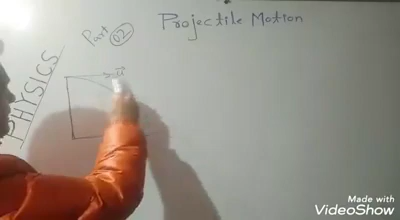 Projectile Motion
Part 02
PHYSICS
Made with
VideoShow